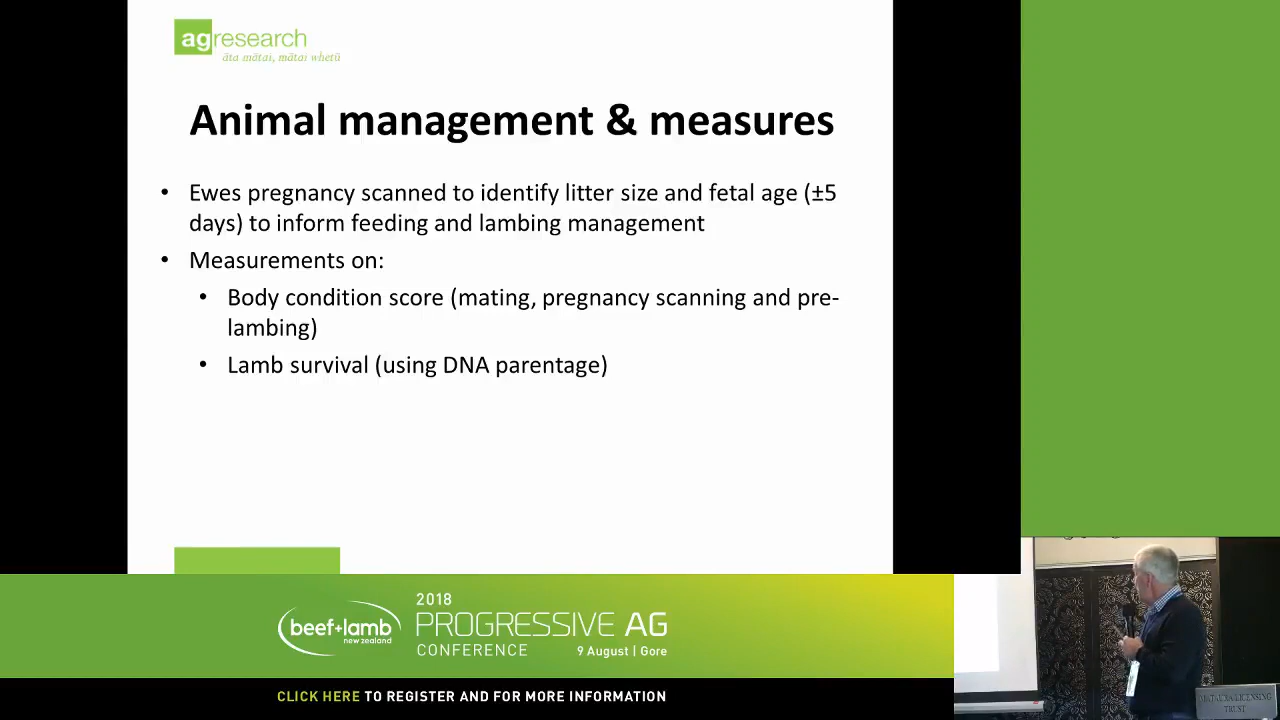 agresearch
āta mātai, mātai whetū
Animal management & measures
• Ewes pregnancy scanned to identify litter size and fetal age (±5
days) to inform feeding and lambing management
• Measurements on:
• Body condition score (mating, pregnancy scanning and pre-
lambing)
• Lamb survival (using DNA parentage)
beef+lamb
new zealand
2018
PROGRESSIVE AG
CONFERENCE
9 August | Gore
CLICK HERE TO REGISTER AND FOR MORE INFORMATION
LICENSING
TRUST